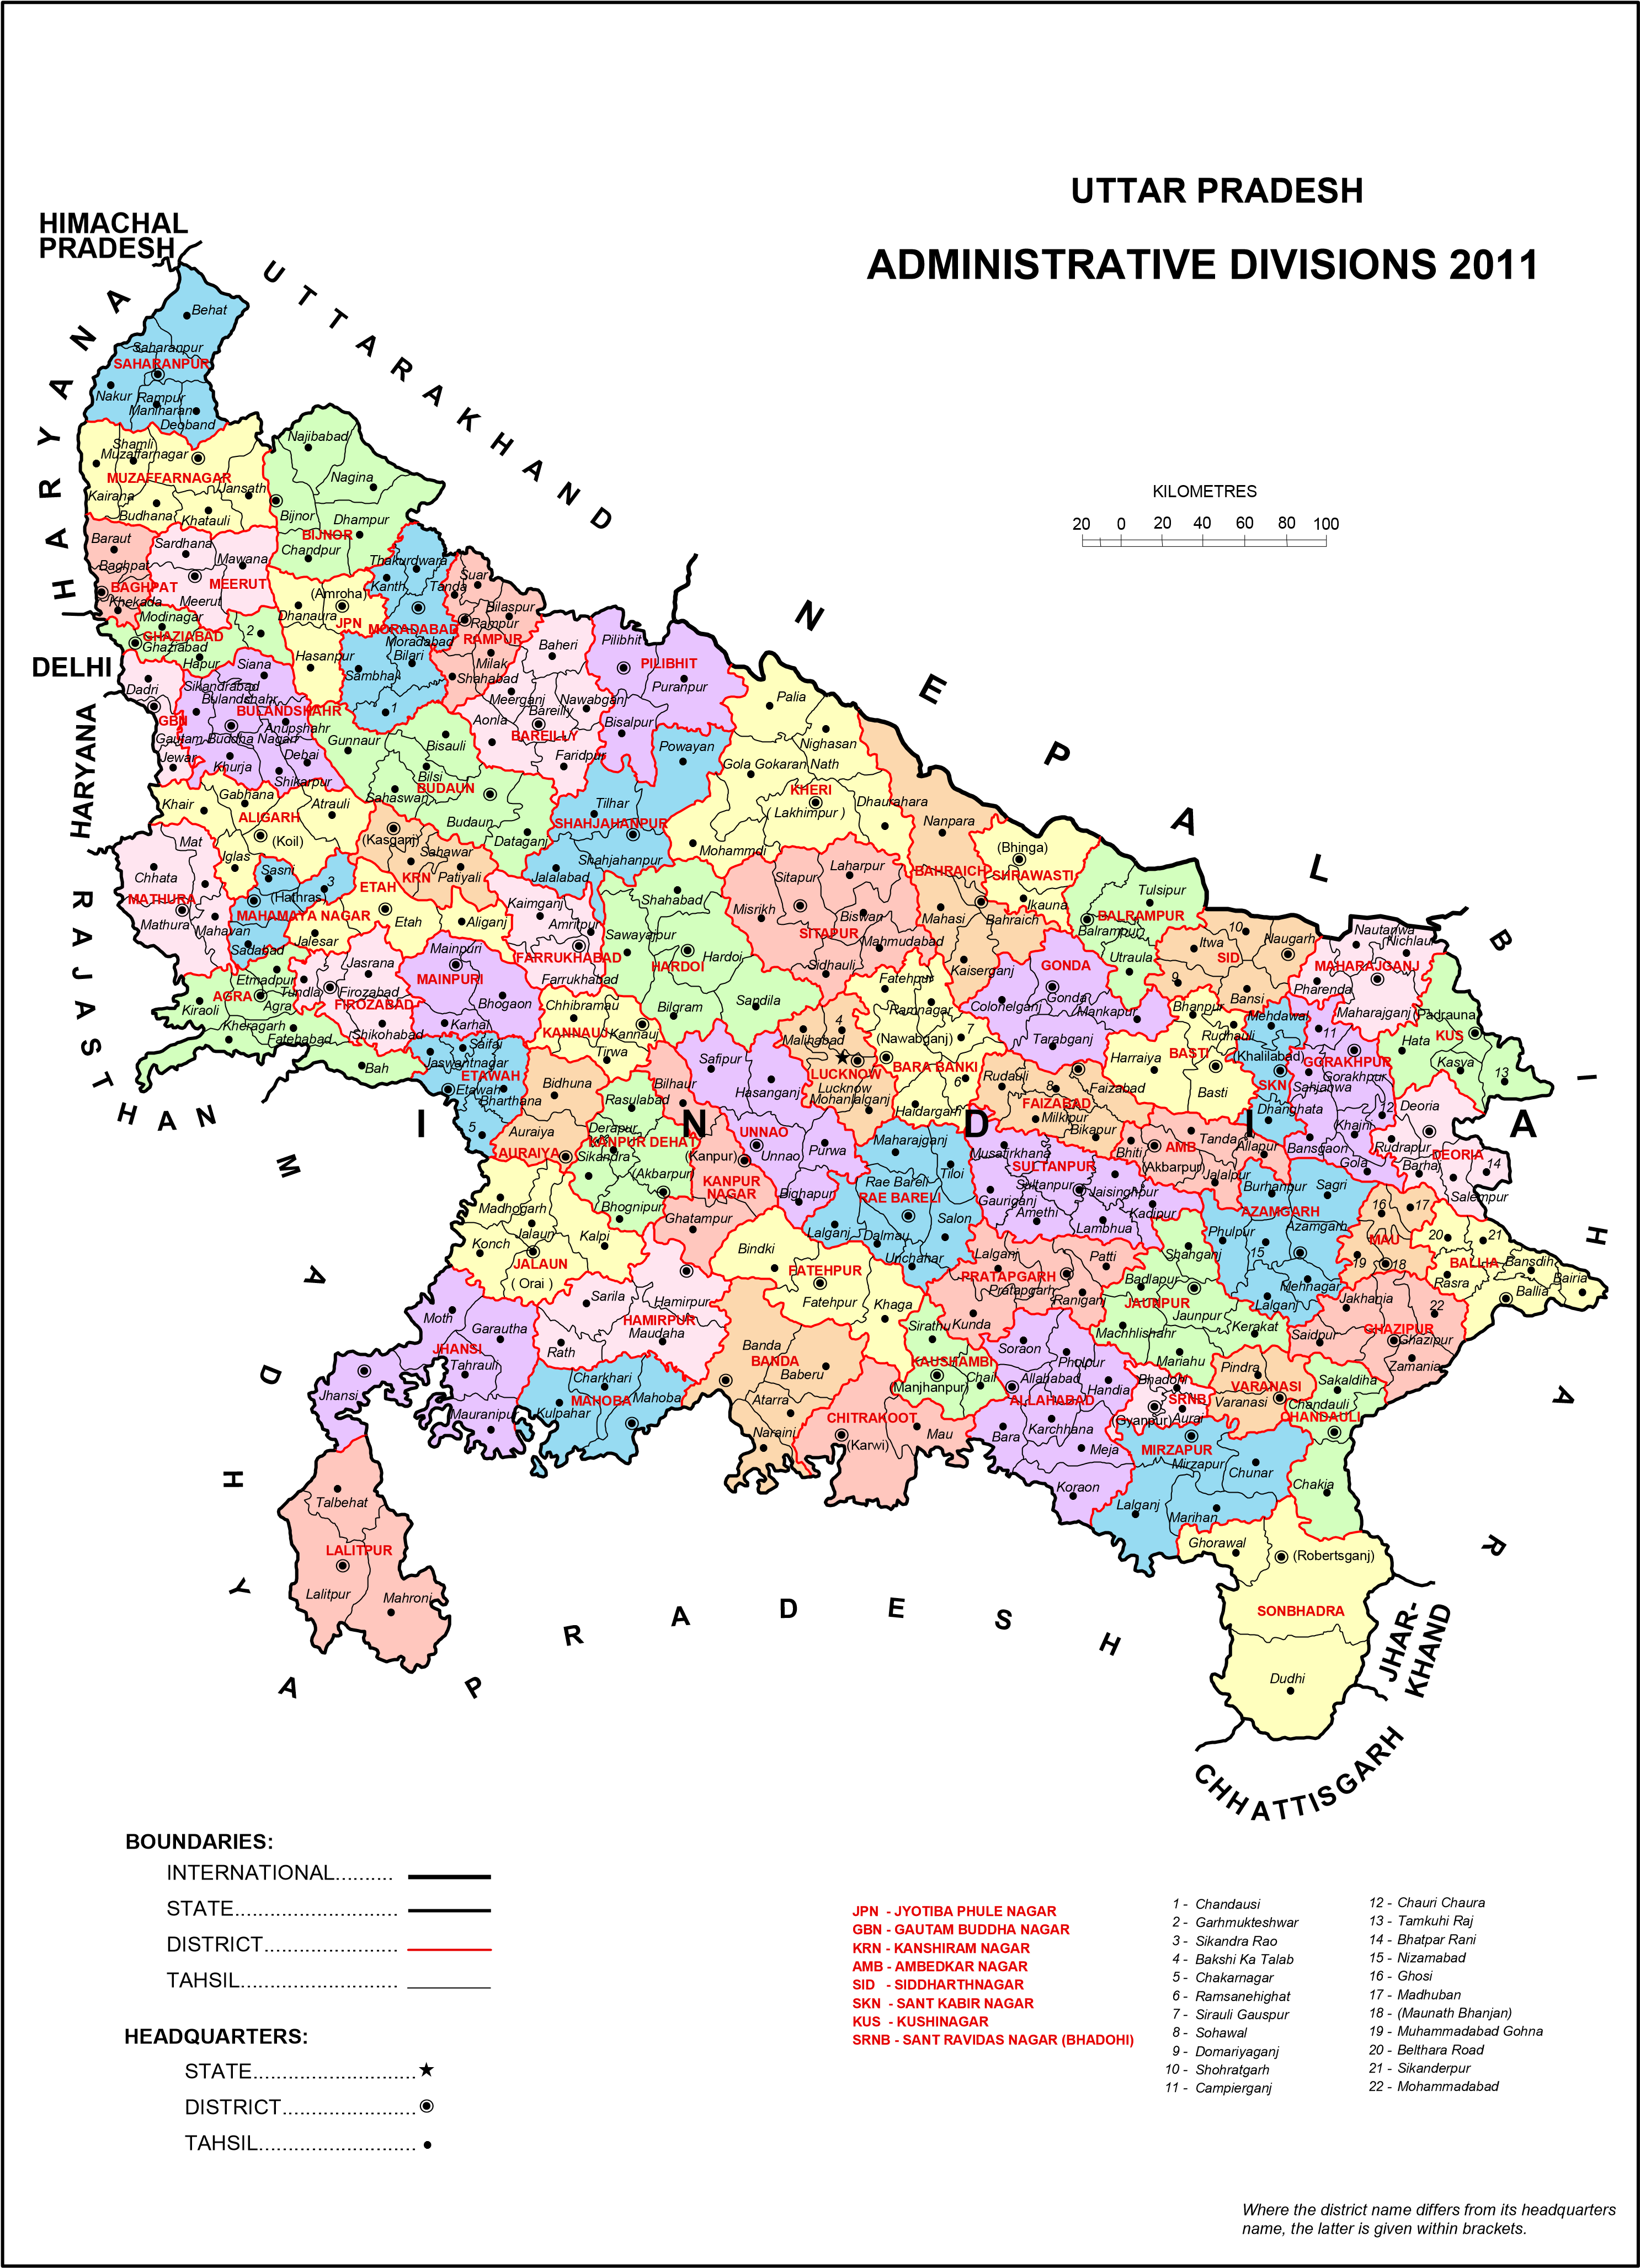 UTTAR PRADESH
ADMINISTRATIVE DIVISIONS 2011
HIMACHAL
PRADESH
UTTARAKHAND
HARYANA
DELHI
HARYANA
RAJASTHAN
MADHYA PRADESH
NEPAL
BIHAR
JHAR-
KHAND
CHHATTISGARH
INDIA
KILOMETRES
20 0 20 40 60 80 100
Behat
Saharanpur
SAHARANPUR
Nakur
Rampur
Maniharan
Deoband
Shamli
Muzaffarnagar
MUZAFFARNAGAR
Kairana
Jansath
Budhana
Khatauli
Najibabad
Nagina
Bijnor
Dhampur
BIJNOR
Chandpur
Baraut
Baghpat
BAGHPAT
Khekada
Sardhana
Mawana
MEERUT
Meerut
Modinagar
GHAZIABAD
Ghaziabad
Hapur
2
(Amroha)
Dhanaura
JPN
Hasanpur
Thakurdwara
Kanth
MORADABAD
Moradabad
Bilari
Sambhal
1
Suar
Tanda
Bilaspur
Rampur
RAMPUR
Milak
Shahabad
Dadri
GBN
Gautam Buddha Nagar
Jewar
Siana
Sikandrabad
Bulandshahr
BULANDSHAHR
Anupshahr
Debai
Khurja
Shikarpur
Baheri
Meerganj
Nawabganj
Bareilly
BAREILLY
Aonla
Faridpur
Pilibhit
PILIBHIT
Puranpur
Bisalpur
Gunnaur
Bisauli
Bilsi
BUDAUN
Sahaswan
Budaun
Dataganj
Powayan
Tilhar
SHAHJAHANPUR
Shahjahanpur
Jalalabad
Palia
Nighasan
Gola Gokaran Nath
KHERI
(Lakhimpur )
Dhaurahara
Mohammdi
Khair
Gabhana
Atrauli
ALIGARH
(Koil)
Iglas
Mat
Chhata
MATHURA
Mathura
Mahavan
Sasni
3
(Hathras)
MAHAMAYA NAGAR
Sadabad
(Kasganj)
Sahawar
KRN
Patiyali
ETAH
Etah
Aliganj
Jalesar
Etmadpur
AGRA
Agra
Kiraoli
Kheragarh
Fatehabad
Bah
Jasrana
Tundla
Firozabad
FIROZABAD
Shikohabad
Mainpuri
MAINPURI
Bhogaon
Karhal
Kaimganj
Amritpur
FARRUKHABAD
Farrukhabad
Chhibramau
KANNAUJ
Kannauj
Tirwa
Saifai
Jaswantnagar
ETAWAH
Etawah
Bharthana
5
Bidhuna
Auraiya
AURAIYA
Shahabad
Sawayajpur
HARDOI
Hardoi
Bilgram
Sandila
Sitapur
Laharpur
Misrikh
Biswan
SITAPUR
Mahmudabad
Sidhauli
Nanpara
BAHRAICH
Mahasi
Bahraich
Kaiserganj
(Bhinga)
SHRAWASTI
Ikauna
Tulsipur
BALRAMPUR
Balrampur
Utraula
10
Itwa
Naugarh
SID
9
Bansi
Nautanwa
Nichlaul
MAHARAJGANJ
Pharenda
Maharajganj
(Padrauna)
KUS
Hata
Kasya
13
GONDA
Gonda
Colonelganj
Mankapur
Tarabganj
Fatehpur
Ramnagar
7
(Nawabganj)
BARA BANKI
6
Haidargarh
4
Malihabad
LUCKNOW
Lucknow
Mohanlalganj
Bhanpur
Rudhauli
BASTI
Harraiya
Basti
Mehdawal
(Khalilabad)
SKN
Dhanghata
11
GORAKHPUR
Gorakhpur
Sahjanwa
12
Khajni
Bansgaon
Gola
Deoria
Rudrapur
DEORIA
Barhaj
14
Salempur
Rasulabad
Derapur
KANPUR DEHAT
Sikandra
(Akbarpur)
Bhognipur
Bilhaur
(Kanpur)
KANPUR
NAGAR
Ghatampur
Safipur
Hasanganj
UNNAO
Unnao
Purwa
Bighapur
Maharajganj
Tiloi
Rae Bareli
RAE BARELI
Salon
Lalganj
Dalmau
Unchahar
Rudauli
8
Faizabad
FAIZABAD
Milkipur
Bikapur
Musafirkhana
SULTANPUR
Sultanpur
Jaisinghpur
Gauriganj
Amethi
Kadipur
Lambhua
AMB
Tanda
Bhiti
(Akbarpur)
Allapur
Jalalpur
Burhanpur
Sagri
AZAMGARH
Azamgarh
Phulpur
15
Mehnagar
Lalganj
16
17
MAU
19
18
20
21
BALLIA
Bansdih
Rasra
Ballia
Bairia
Madhogarh
Jalaun
Kalpi
Konch
JALAUN
( Orai )
Bindki
FATEHPUR
Fatehpur
Khaga
Lalganj
Patti
PRATAPGARH
Pratapgarh
Raniganj
Kunda
Shanganj
Badlapur
JAUNPUR
Jaunpur
Machhlishahr
Kerakat
Mariahu
Jakhania
22
GHAZIPUR
Ghazipur
Saidpur
Zamania
Moth
Garautha
JHANSI
Tahrauli
Jhansi
Mauranipur
Sarila
Hamirpur
HAMIRPUR
Maudaha
Rath
Charkhari
MAHOBA
Mahoba
Kulpahar
Banda
BANDA
Baberu
Atarra
Naraini
CHITRAKOOT
(Karwi)
Mau
Sirathu
KAUSHAMBI
(Manjhanpur)
Chail
Soraon
Phulpur
Allahabad
Handia
ALLAHABAD
Karchhana
Bara
Meja
Koraon
Bhadohi
SRNB
(Gyanpur)
Aurai
Pindra
VARANASI
Varanasi
Sakaldiha
Chandauli
CHANDAULI
Chakia
MIRZAPUR
Mirzapur
Chunar
Lalganj
Marihan
Ghorawal
(Robertsganj)
SONBHADRA
Dudhi
Talbehat
LALITPUR
Lalitpur
Mahroni
BOUNDARIES:
INTERNATIONAL..........
STATE............................
DISTRICT.......................
TAHSIL...........................
HEADQUARTERS:
STATE............................
DISTRICT.......................
TAHSIL...........................
JPN - JYOTIBA PHULE NAGAR
GBN - GAUTAM BUDDHA NAGAR
KRN - KANSHIRAM NAGAR
AMB - AMBEDKAR NAGAR
SID - SIDDHARTHNAGAR
SKN - SANT KABIR NAGAR
KUS - KUSHINAGAR
SRNB - SANT RAVIDAS NAGAR (BHADOHI)
1 - Chandausi
2 - Garhmukteshwar
3 - Sikandra Rao
4 - Bakshi Ka Talab
5 - Chakarnagar
6 - Ramsanehighat
7 - Sirauli Gauspur
8 - Sohawal
9 - Domariyaganj
10 - Shohratgarh
11 - Campierganj
12 - Chauri Chaura
13 - Tamkuhi Raj
14 - Bhatpar Rani
15 - Nizamabad
16 - Ghosi
17 - Madhuban
18 - (Maunath Bhanjan)
19 - Muhammadabad Gohna
20 - Belthara Road
21 - Sikanderpur
22 - Mohammadabad
Where the district name differs from its headquarters
name, the latter is given within brackets.